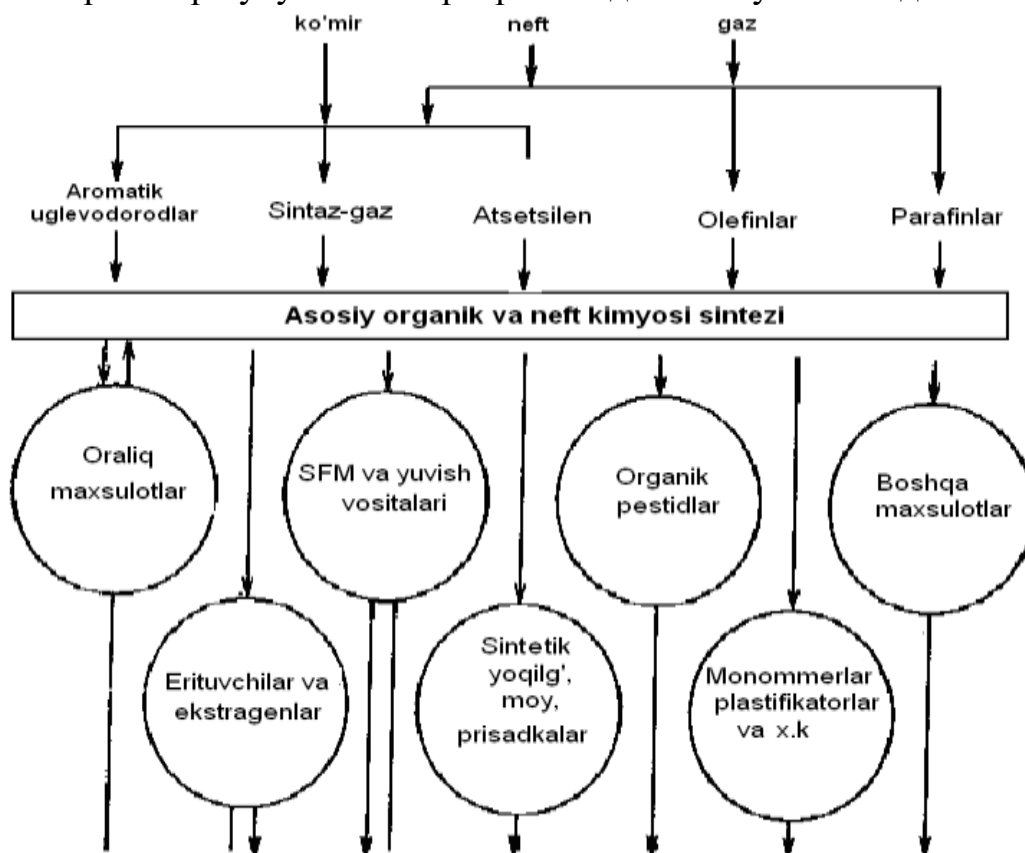 ko'mir
neft
gaz
Aromatik
uglevodorodlar
Sintaz-gaz
Atsetsilen
Olefinlar
Parafinlar
Asosiy organik va neft kimyosi sintezi
Oraliq
maxsulotlar
SFM va yuvish
vositalari
Organik
pestidlar
Boshqa
maxsulotlar
Erituvchilar va
ekstragenlar
Sintetik
yoqilg',
moy,
prisadkalar
Monommerlar
plastifikatorlar
va x.k